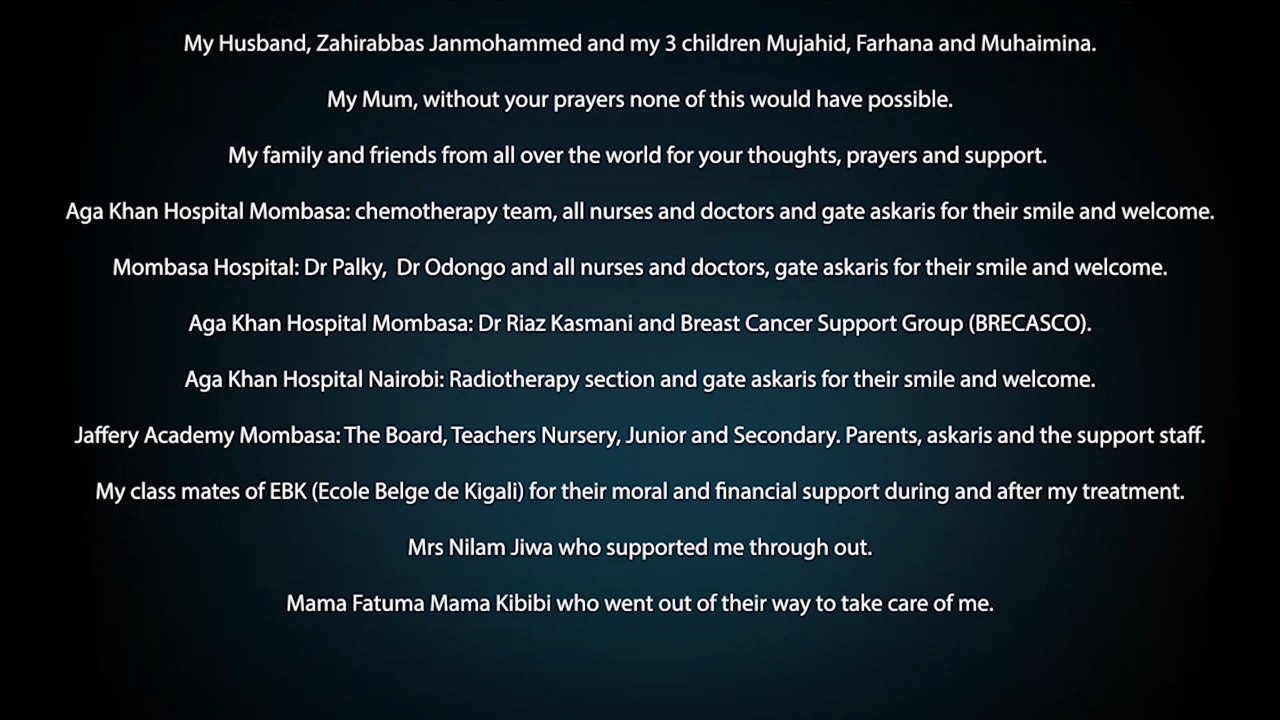 My Husband, Zahirabbas Janmohammed and my 3 children Mujahid, Farhana and Muhaimina.
My Mum, without your prayers none of this would have possible.
My family and friends from all over the world for your thoughts, prayers and support.
Aga Khan Hospital Mombasa: chemotherapy team, all nurses and doctors and gate askaris for their smile and welcome.
Mombasa Hospital: Dr Palky,  Dr Odongo and all nurses and doctors, gate askaris for their smile and welcome.
Aga Khan Hospital Mombasa: Dr Riaz Kasmani and Breast Cancer Support Group (BRECASCO).
Aga Khan Hospital Nairobi: Radiotherapy section and gate askaris for their smile and welcome.
Jaffery Academy Mombasa: The Board, Teachers Nursery, Junior and Secondary. Parents, askaris and the support staff.
My class mates of EBK (Ecole Belge de Kigali) for their moral and financial support during and after my treatment.
Mrs Nilam Jiwa who supported me through out.
Mama Fatuma Mama Kibibi who went out of their way to take care of me.